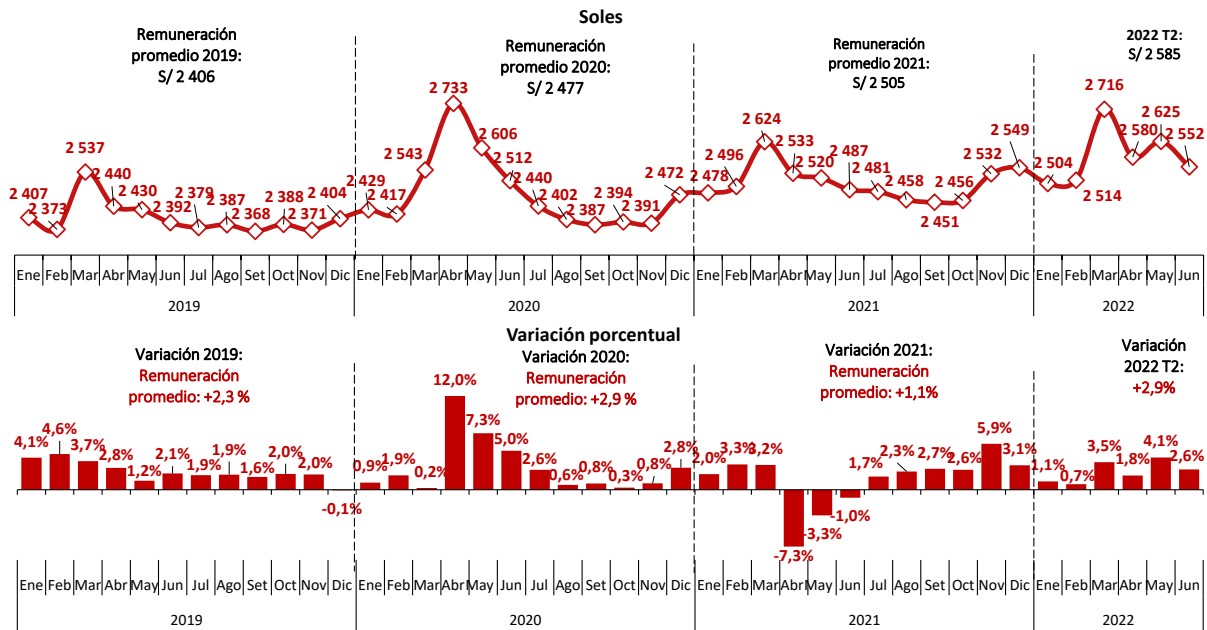 Soles
Remuneración
promedio 2019:
S/ 2 406
Remuneración
promedio 2020:
S/ 2 477
Remuneración
promedio 2021:
S/ 2 505
2022 T2:
S/ 2 585
2 407 2 373 2 537 2 440 2 430 2 392 2 379 2 387 2 368 2 388 2 371 2 404
2 429 2 417 2 543 2 733 2 606 2 512 2 440 2 402 2 387 2 394 2 391 2 472
2 478 2 496 2 624 2 533 2 520 2 487 2 481 2 458 2 451 2 456 2 532 2 549
2 504 2 514 2 716 2 580 2 625 2 552
Ene Feb Mar Abr May Jun Jul Ago Set Oct Nov Dic Ene Feb Mar Abr May Jun Jul Ago Set Oct Nov Dic Ene Feb Mar Abr May Jun Jul Ago Set Oct Nov Dic Ene Feb Mar Abr May Jun
2019 2020 2021 2022
Variación porcentual
Variación 2019:
Remuneración
promedio: +2,3 %
Variación 2020:
Remuneración
promedio: +2,9 %
Variación 2021:
Remuneración
promedio: +1,1%
Variación
2022 T2:
+2,9%
4,1% 4,6% 3,7% 2,8% 1,2% 2,1% 1,9% 1,9% 1,6% 2,0% 2,0% -0,1%
0,9% 1,9% 0,2% 12,0% 7,3% 5,0% 2,6% 0,6% 0,8% 0,3% 0,8% 2,8%
2,0% 3,3% 3,2% -7,3% -3,3% -1,0% 1,7% 2,3% 2,7% 2,6% 5,9% 3,1%
1,1% 0,7% 3,5% 1,8% 4,1% 2,6%
Ene Feb Mar Abr May Jun Jul Ago Set Oct Nov Dic Ene Feb Mar Abr May Jun Jul Ago Set Oct Nov Dic Ene Feb Mar Abr May Jun Jul Ago Set Oct Nov Dic Ene Feb Mar Abr May Jun
2019 2020 2021 2022